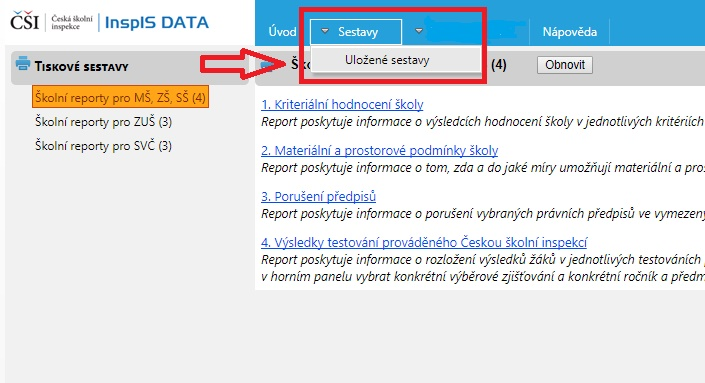 ČŠI Česká školní inspekce InspIS DATA
Úvod Sestavy Nápověda
Uložené sestavy
TISKOVÉ SESTAVY
(4) Obnovit
Školní reporty pro MŠ, ZŠ, SŠ (4)
Školní reporty pro ZUŠ (3)
Školní reporty pro SVČ (3)
1. Kriteriální hodnocení školy
Report poskytuje informace o výsledcích hodnocení školy v jednotlivých kritériích
2. Materiální a prostorové podmínky školy
Report poskytuje informace o tom, zda a do jaké míry umožňují materiální a pros
3. Porušení předpisů
Report poskytuje informace o porušení vybraných právních předpisů ve vymezený
4. Výsledky testování prováděného Českou školní inspekcí
Report poskytuje informace o rozložení výsledků žáků v jednotlivých testováních
v horním panelu vybrat konkrétní výběrové zjišťování a konkrétní ročník a předm